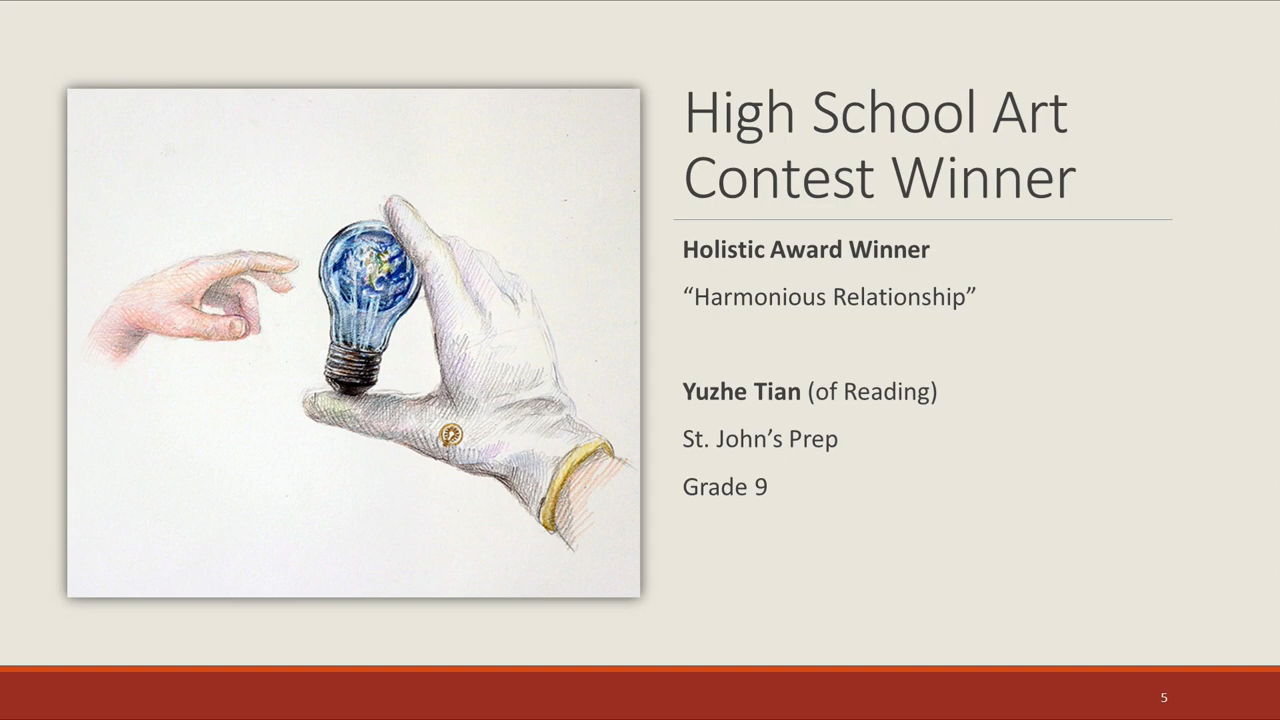 High School Art
Contest Winner
Holistic Award Winner
“Harmonious Relationship”
Yuzhe Tian (of Reading)
St. John’s Prep
Grade 9
5